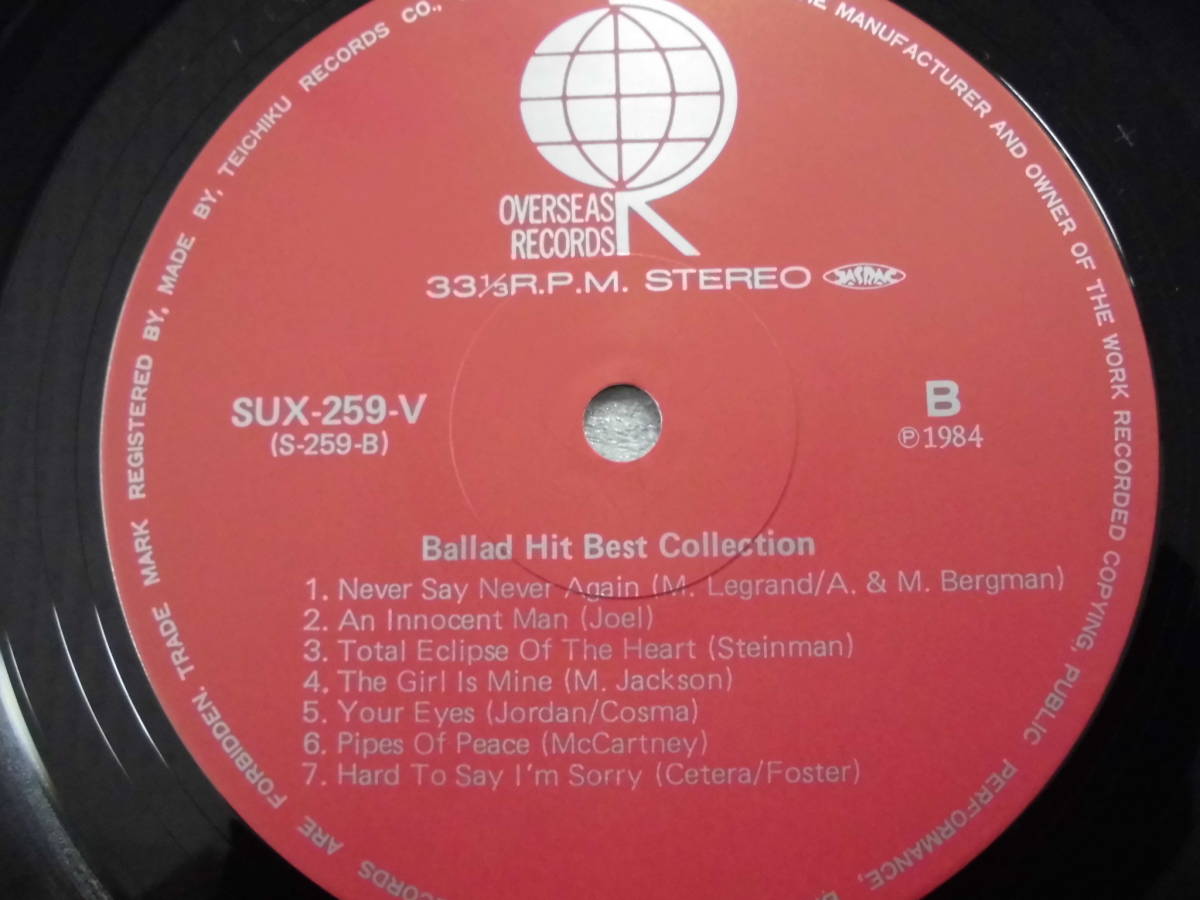 OVERSEAS
RECORDS
33⅓R.P.M. STEREO JASRAC
SUX-259-V
(S-259-B)
B
℗1984
Ballad Hit Best Collection
1. Never Say Never Again (M. Legrand/A. & M. Bergman)
2. An Innocent Man (Joel)
3. Total Eclipse Of The Heart (Steinman)
4. The Girl Is Mine (M. Jackson)
5. Your Eyes (Jordan/Cosma)
6. Pipes Of Peace (McCartney)
7. Hard To Say I'm Sorry (Cetera/Foster)
RECORDS ARE FORBIDDEN, TRADE MARK REGISTERED BY, MADE BY, TEICHIKU RECORDS CO.,
MANUFACTURER AND OWNER OF THE WORK RECORDED COPYING, PUBLIC PERFORMANCE,